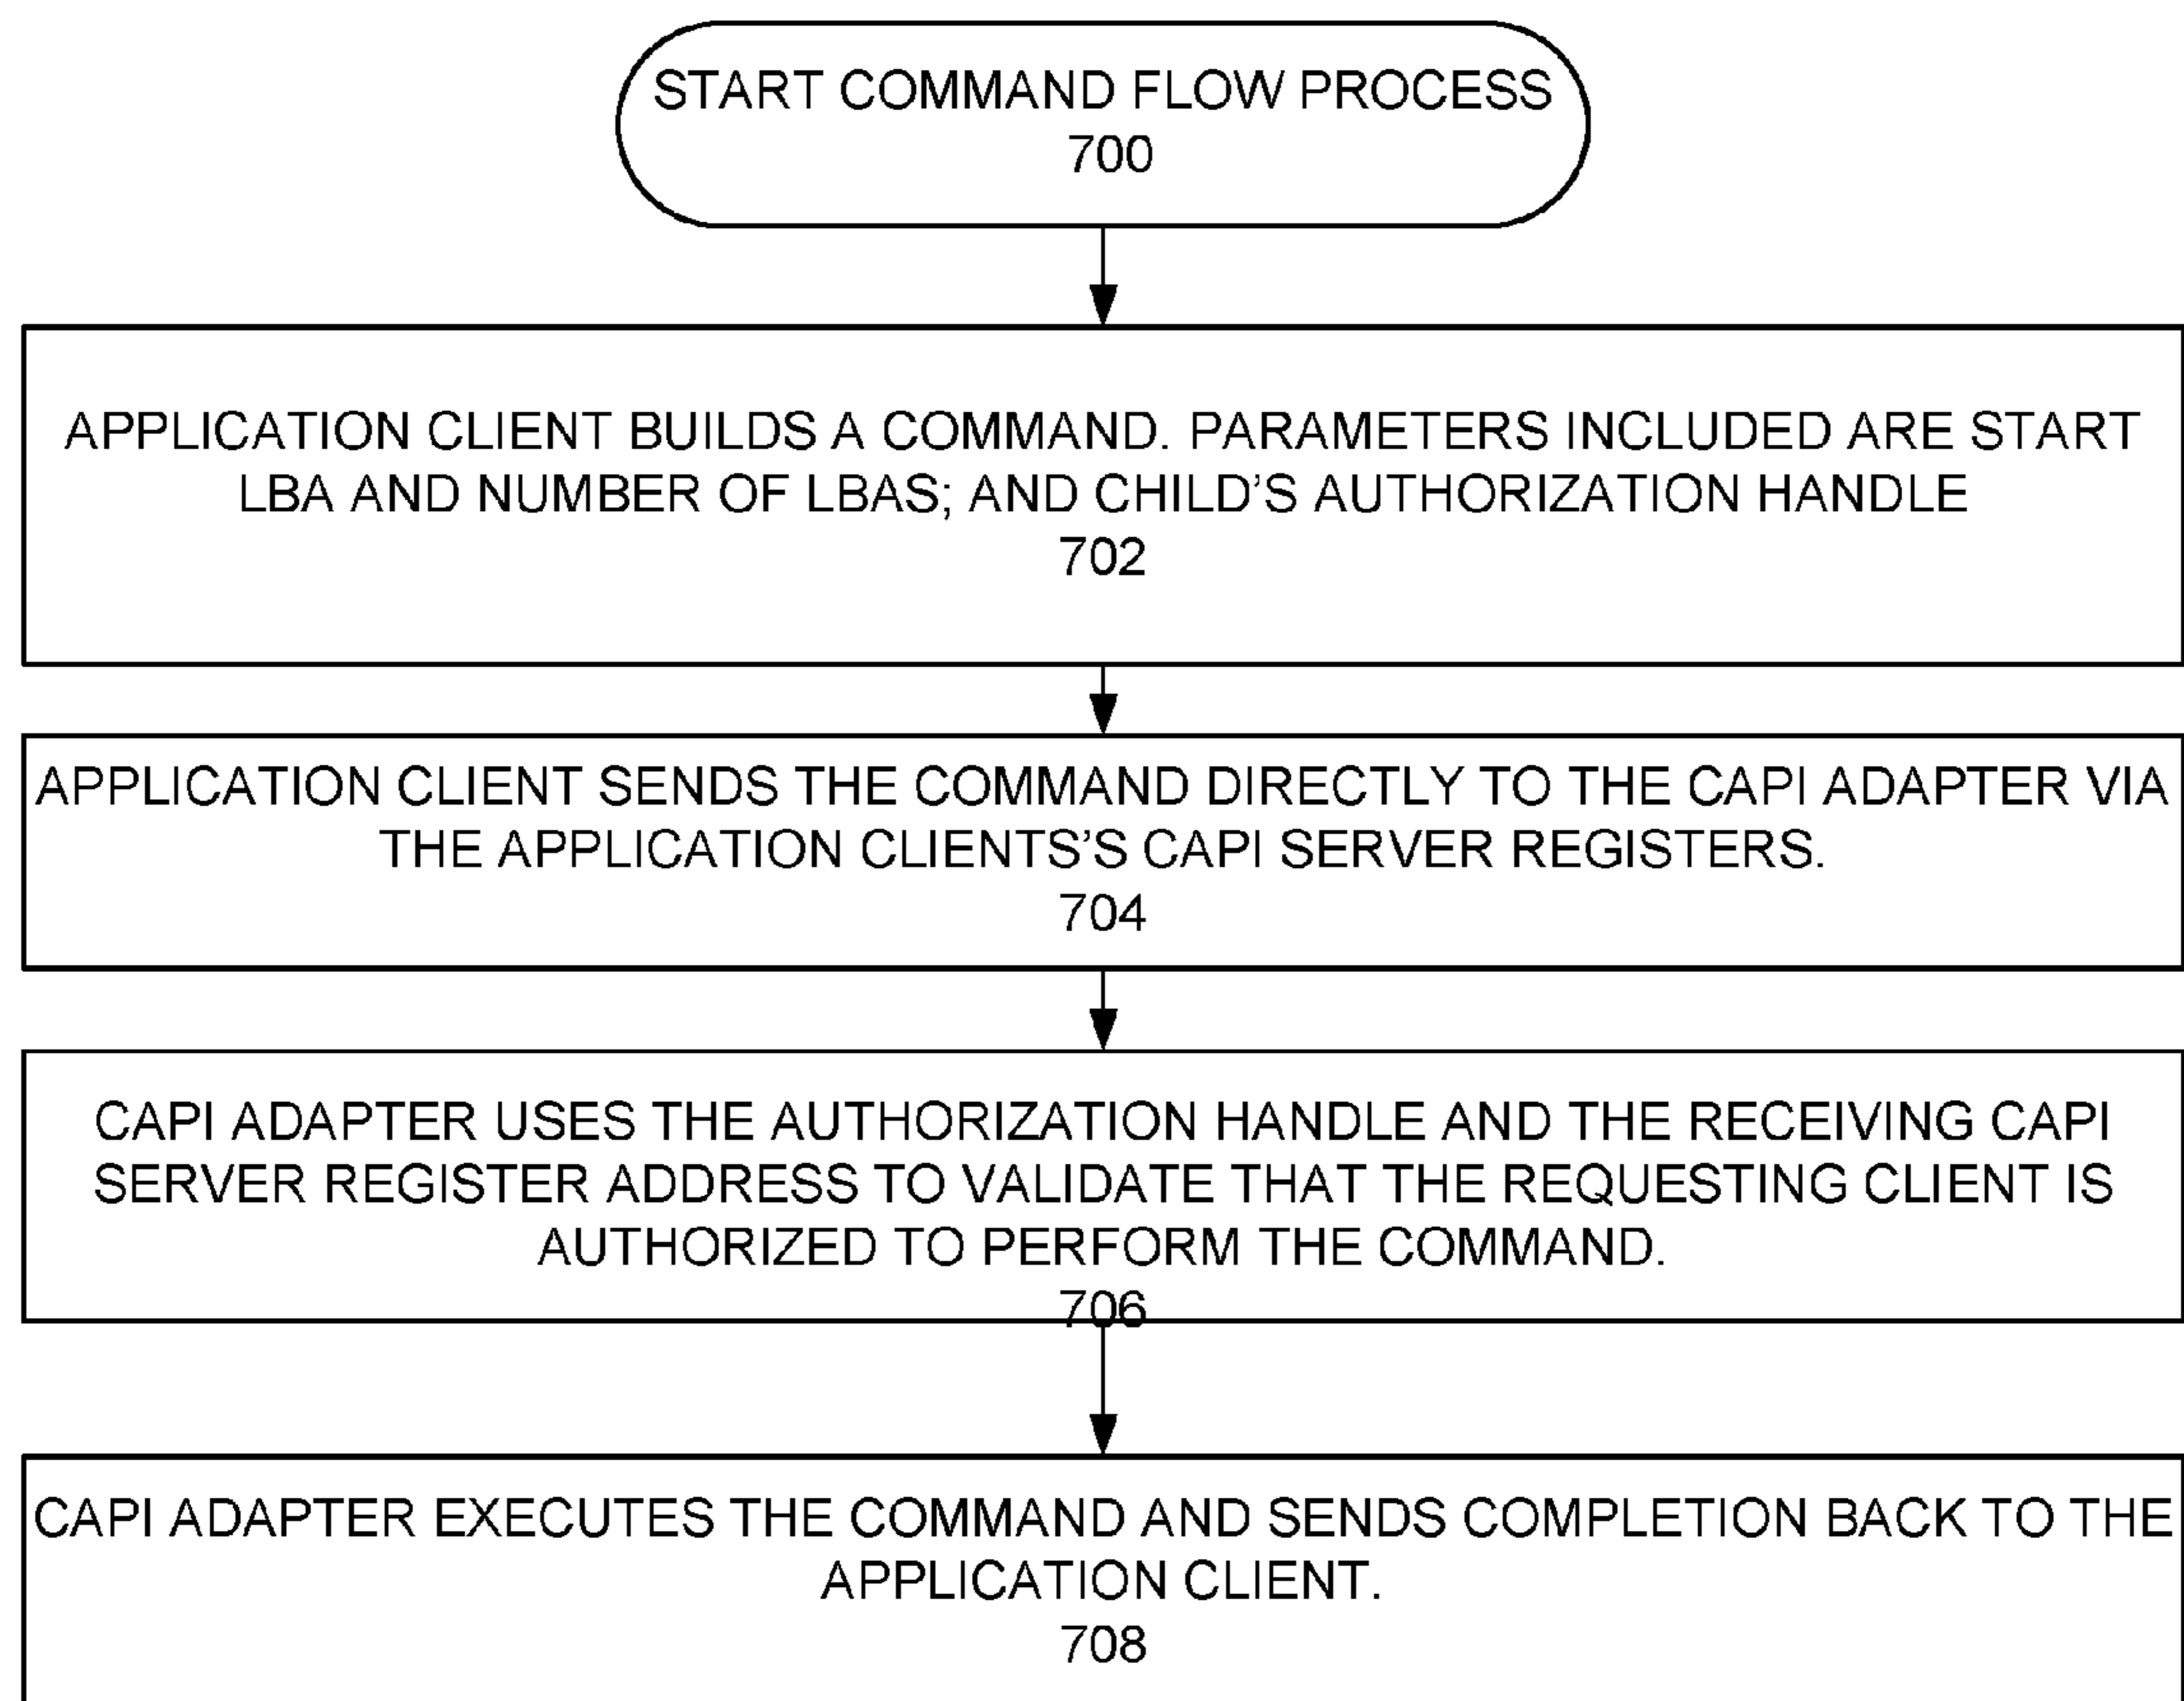 START COMMAND FLOW PROCESS
700
APPLICATION CLIENT BUILDS A COMMAND. PARAMETERS INCLUDED ARE START
LBA AND NUMBER OF LBAS; AND CHILD'S AUTHORIZATION HANDLE
702
APPLICATION CLIENT SENDS THE COMMAND DIRECTLY TO THE CAPI ADAPTER VIA
THE APPLICATION CLIENTS'S CAPI SERVER REGISTERS.
704
CAPI ADAPTER USES THE AUTHORIZATION HANDLE AND THE RECEIVING CAPI
SERVER REGISTER ADDRESS TO VALIDATE THAT THE REQUESTING CLIENT IS
AUTHORIZED TO PERFORM THE COMMAND.
706
CAPI ADAPTER EXECUTES THE COMMAND AND SENDS COMPLETION BACK TO THE
APPLICATION CLIENT.
708